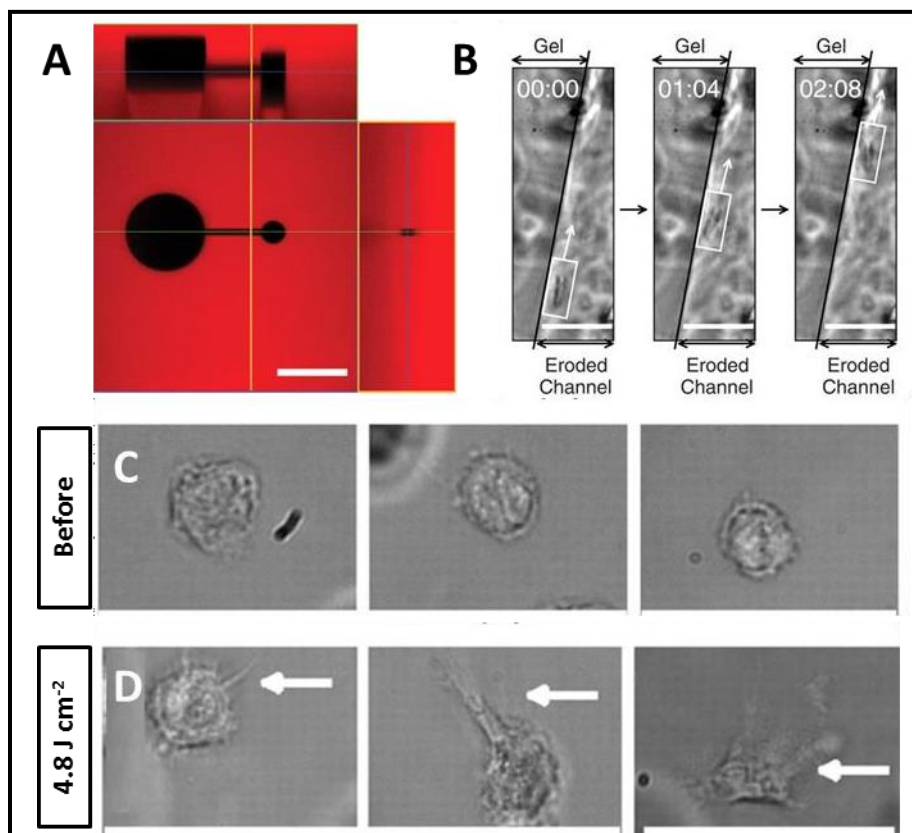 A
B
Gel
Gel
Gel
00:00
01:04
02:08
Eroded
Channel
Eroded
Channel
Eroded
Channel
Before
C
4.8 J cm⁻²
D